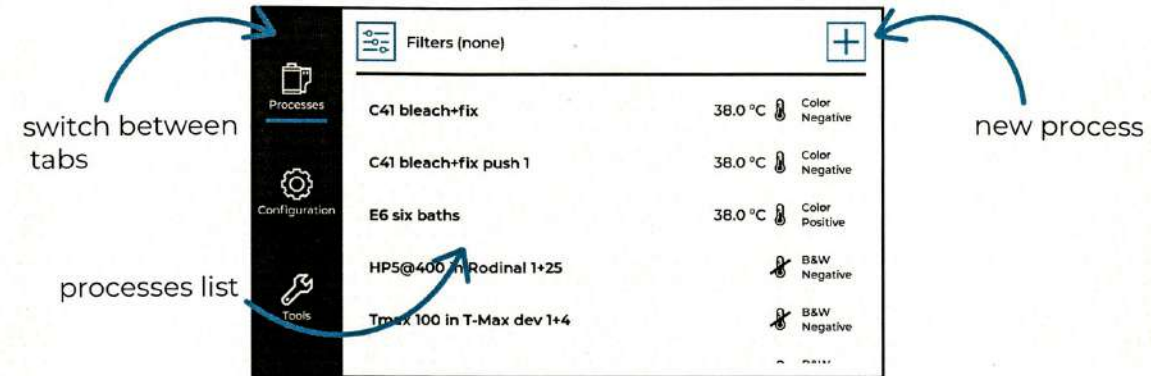 Filters (none)
Processes
C41 bleach+fix 38.0 °C Color Negative
switch between
tabs
new process
C41 bleach+fix push 1 38.0 °C Color Negative
Configuration
E6 six baths 38.0 °C Color Positive
HP5@400 in Rodinal 1+25 B&W Negative
processes list
Tools
Tmax 100 in T-Max dev 1+4 B&W Negative